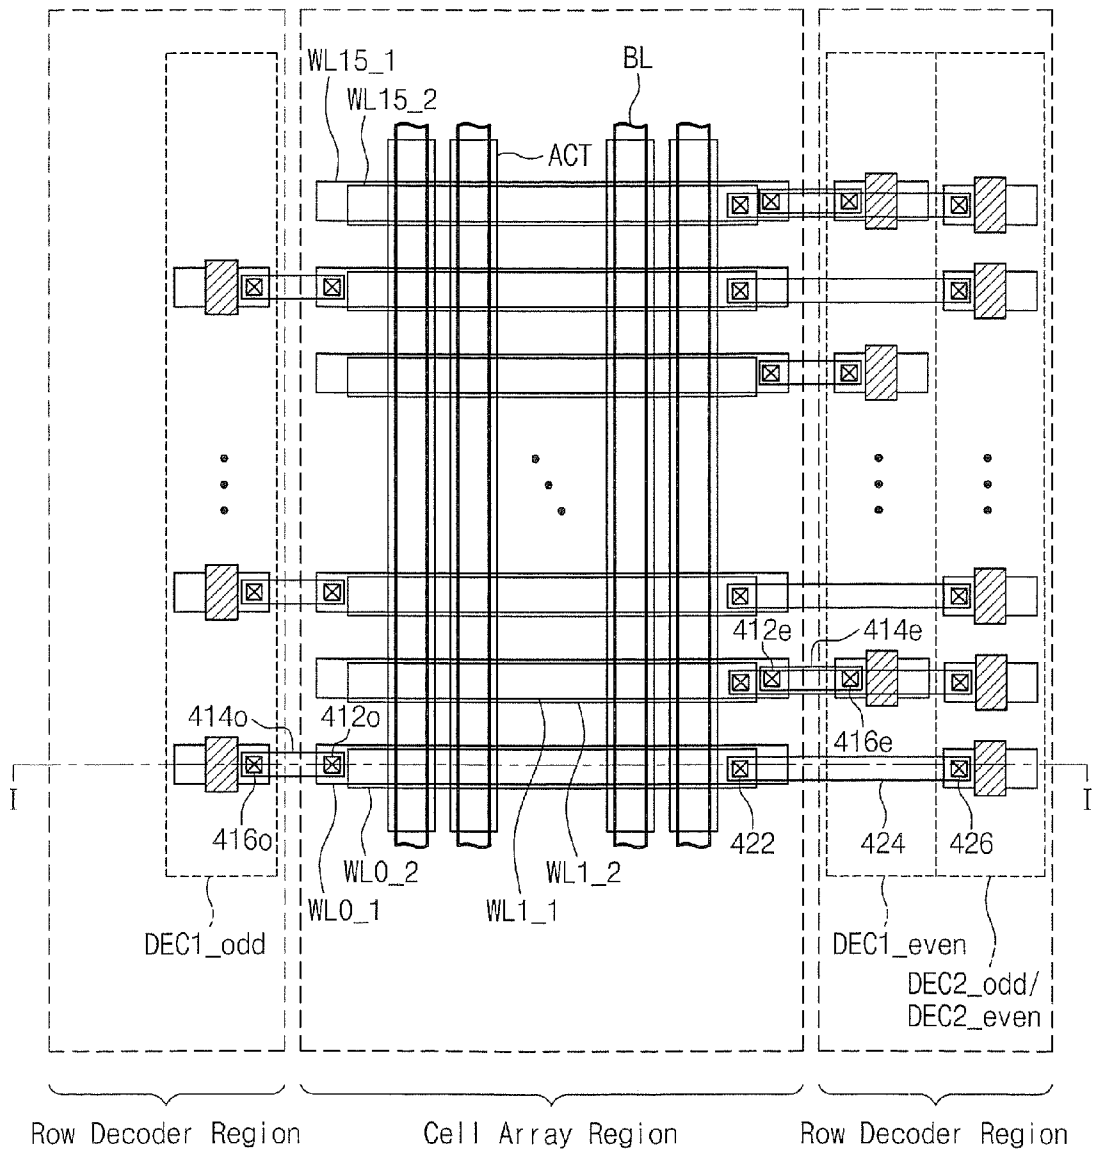 WL15_1
BL
WL15_2
ACT
412e
414e
414o
412o
416e
I
I
416o
422
424
426
WL0_2
WL1_2
WL0_1
WL1_1
DEC1_odd
DEC1_even
DEC2_odd/
DEC2_even
Row Decoder Region
Cell Array Region
Row Decoder Region